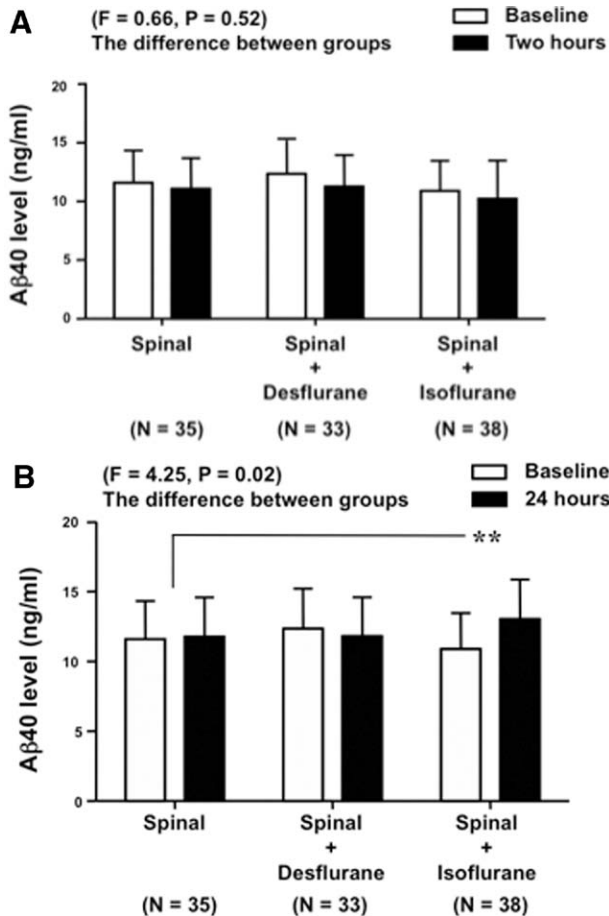 A
(F = 0.66, P = 0.52)
The difference between groups
Baseline
Two hours
Aβ40 level (ng/ml)
20
15
10
5
0
Spinal
Spinal
+
Desflurane
Spinal
+
Isoflurane
(N = 35)
(N = 33)
(N = 38)
B
(F = 4.25, P = 0.02)
The difference between groups
Baseline
24 hours
Aβ40 level (ng/ml)
20
15
10
5
0
**
Spinal
Spinal
+
Desflurane
Spinal
+
Isoflurane
(N = 35)
(N = 33)
(N = 38)